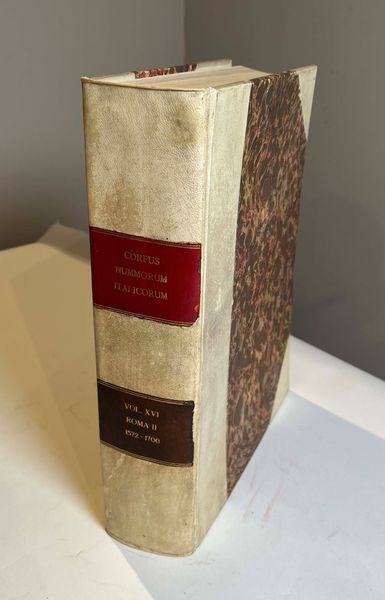 CORPUS
NUMMORUM
ITALICORUM
VOL. XVI
ROMA II
1572-1700